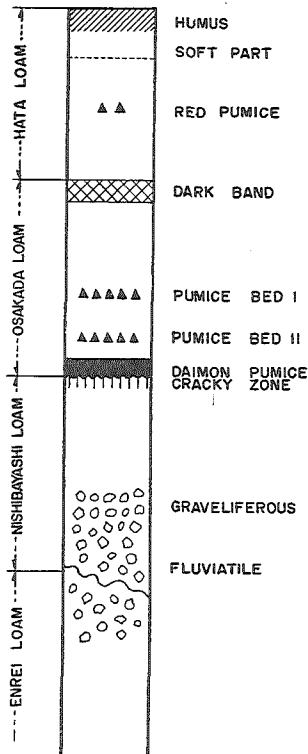 HUMUS
SOFT PART
RED PUMICE
DARK BAND
PUMICE BED I
PUMICE BED II
DAIMON PUMICE
CRACKY ZONE
GRAVELIFEROUS
FLUVIATILE
HATA LOAM
OSAKADA LOAM
NISHIBAYASHI LOAM
ENREI LOAM